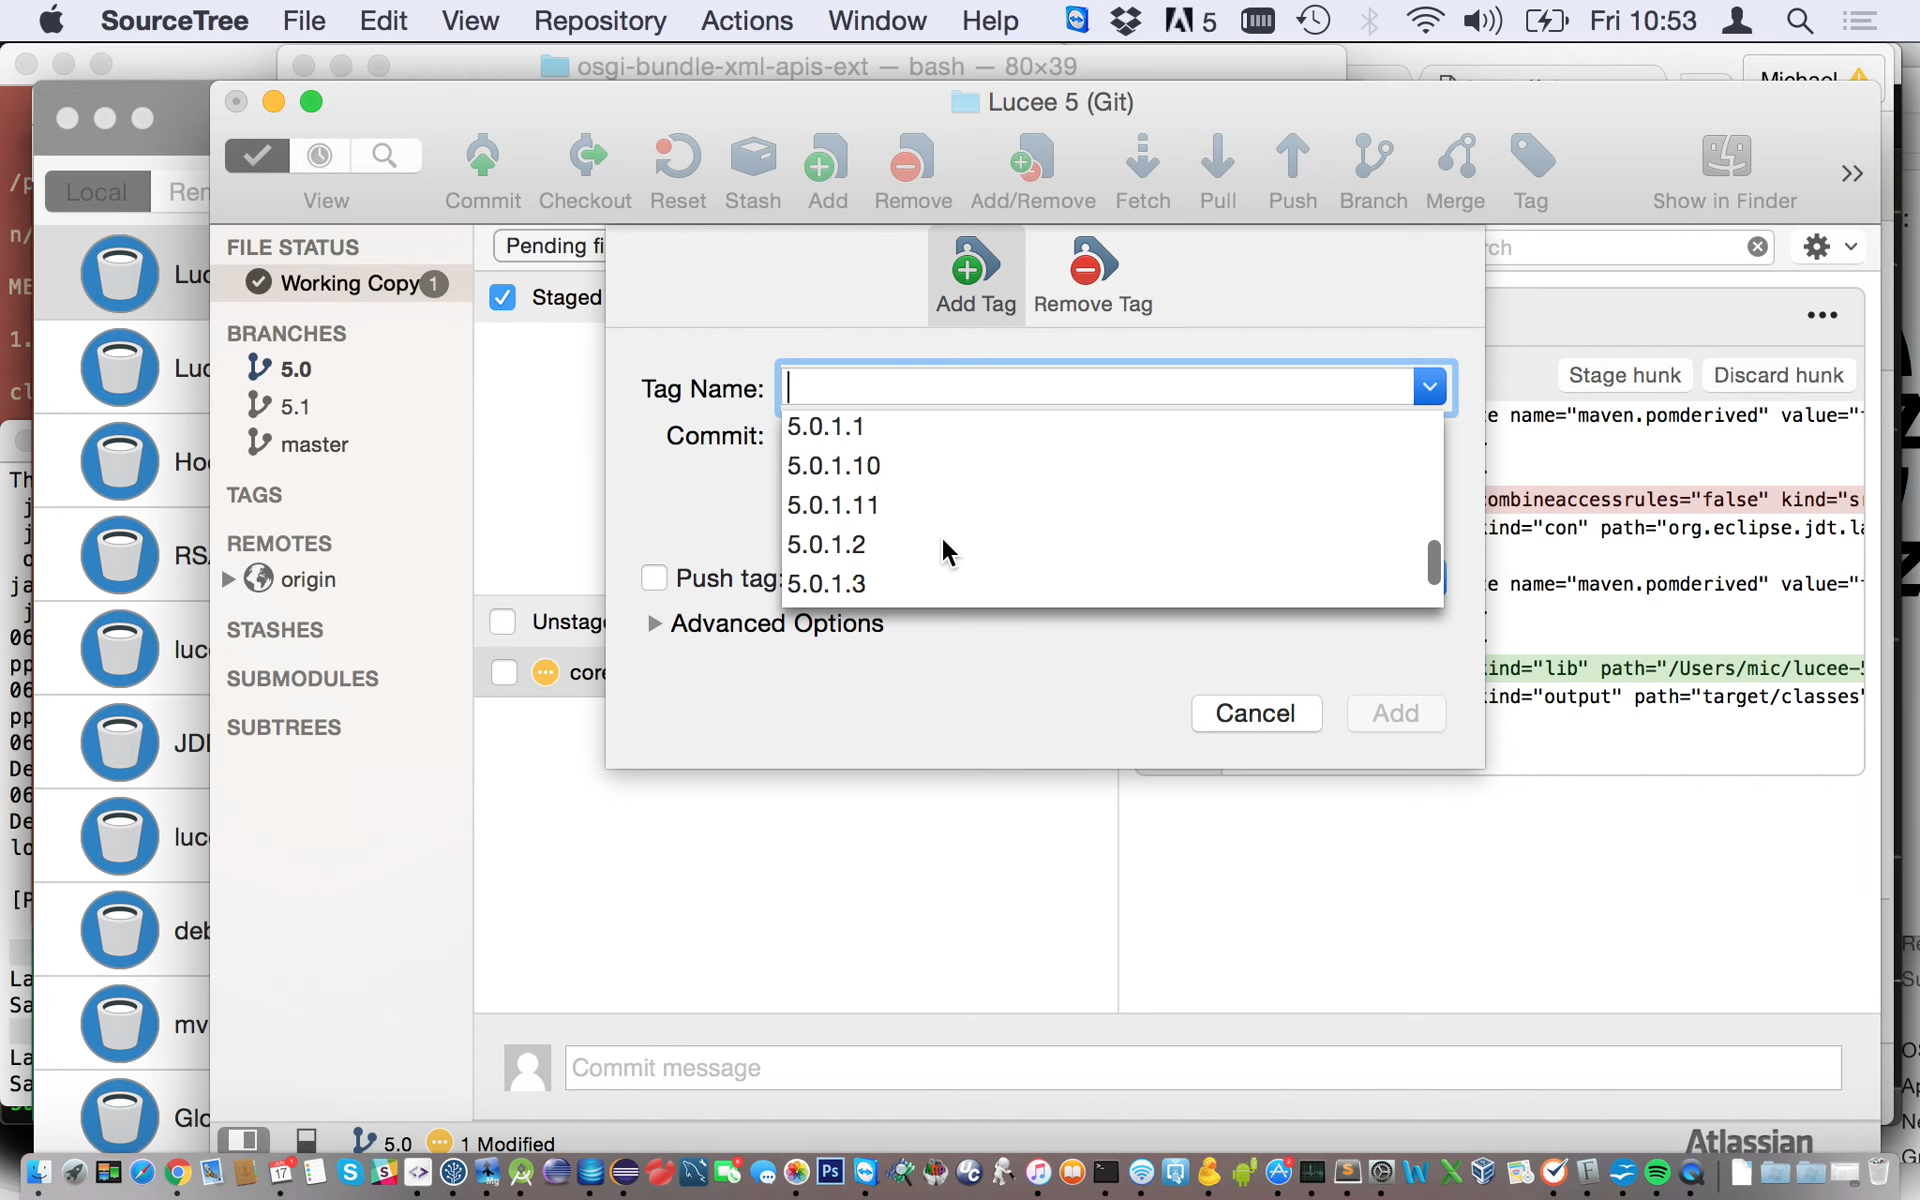 SourceTree File Edit View Repository Actions Window Help 5 Fri 10:53
osgi-bundle-xml-apis-ext — bash — 80×39
Michael
Lucee 5 (Git)
View Commit Checkout Reset Stash Add Remove Add/Remove Fetch Pull Push Branch Merge Tag Show in Finder
Local
FILE STATUS
Working Copy 1
BRANCHES
5.0
5.1
master
TAGS
REMOTES
origin
STASHES
SUBMODULES
SUBTREES
Pending fi
Staged
Unstag
core
Add Tag Remove Tag
Tag Name:
Commit:
5.0.1.1
5.0.1.10
5.0.1.11
5.0.1.2
5.0.1.3
Push tag:
Advanced Options
Cancel Add
Stage hunk Discard hunk
e name="maven.pomderived" value="
ombineaccessrules="false" kind="s
ind="con" path="org.eclipse.jdt.la
e name="maven.pomderived" value="
ind="lib" path="/Users/mic/lucee-5
ind="output" path="target/classes"
Commit message
5.0 1 Modified
Atlassian